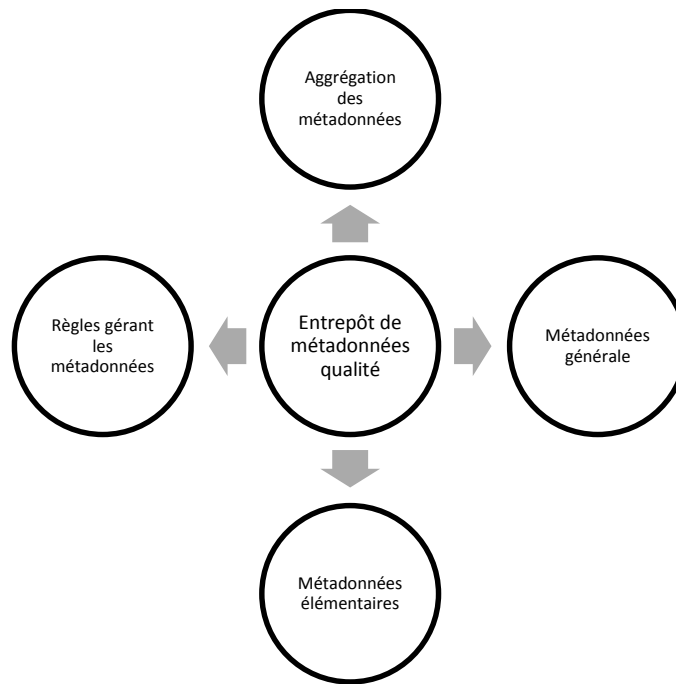 Aggrégation
des
métadonnées
Règles gérant
les
métadonnées
Entrepôt de
métadonnées
qualité
Métadonnées
générale
Métadonnées
élémentaires